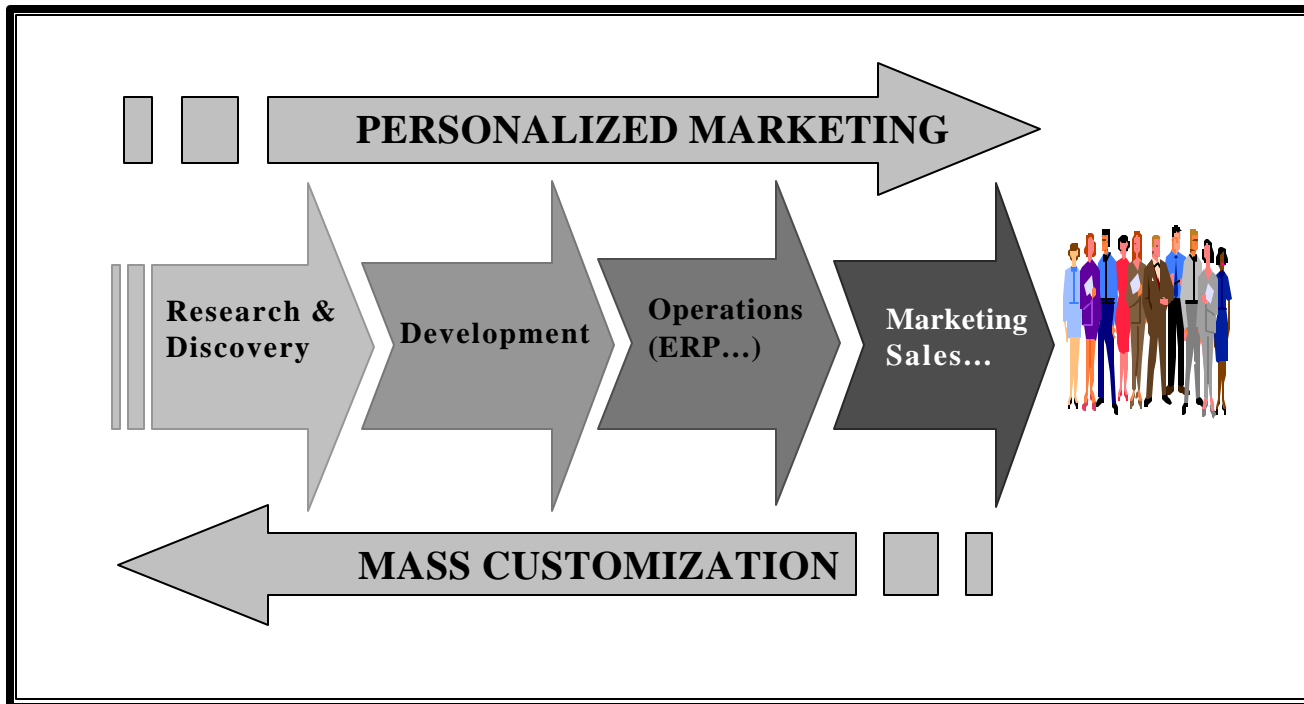 PERSONALIZED MARKETING
Research &
Discovery
Development
Operations
(ERP…)
Marketing
Sales…
MASS CUSTOMIZATION